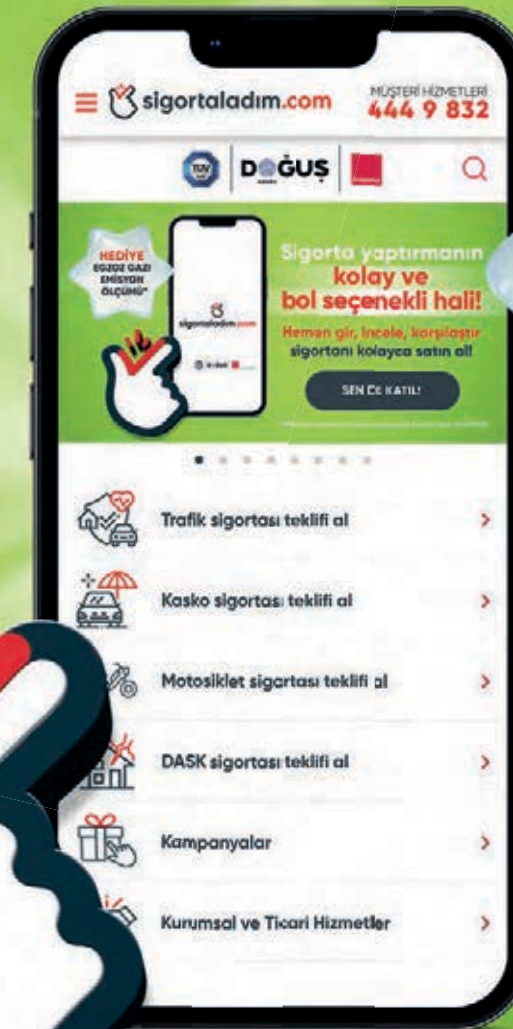 sigortaladım.com
MÜŞTERİ HİZMETLERİ
444 9 832
TÜV
DOĞUŞ
HEDİYE
EGZOZ GAZI
EMİSYON
ÖLÇÜMÜ*
sigortaladım.com
Sigorta yaptırmanın
kolay ve
bol seçenekli hali!
Hemen gir, incele, karşılaştır
sigortanı kolayca satın al!
SEN DE KATIL!
Trafik sigortası teklifi al
Kasko sigortası teklifi al
Motosiklet sigortası teklifi al
DASK sigortası teklifi al
Kampanyalar
Kurumsal ve Ticari Hizmetler